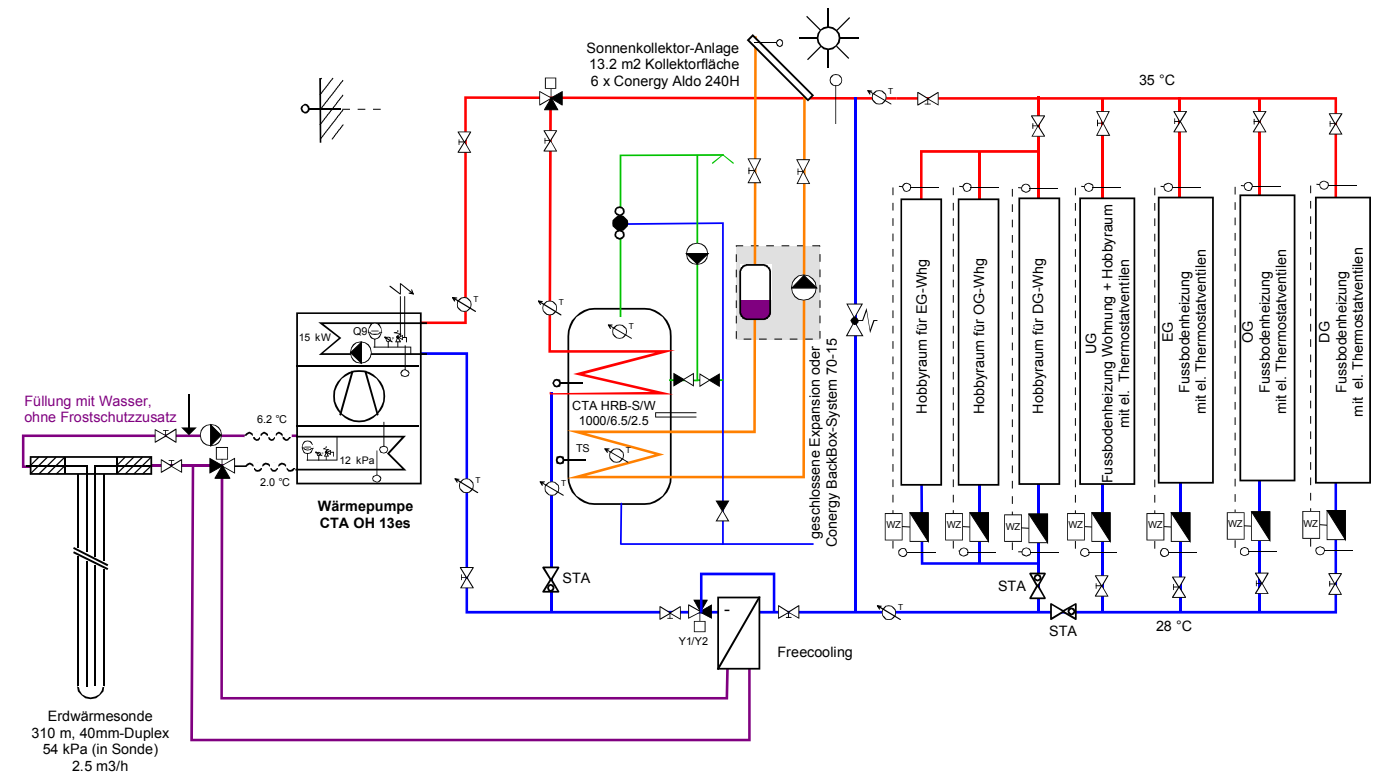 Sonnenkollektor-Anlage
13.2 m2 Kollektorfläche
6 x Conergy Aldo 240H
35 °C
T
T
T
T
T
T
T
T
T
Q9
15 kW
12 kPa
Füllung mit Wasser,
ohne Frostschutzzusatz
6.2 °C
2.0 °C
Wärmepumpe
CTA OH 13es
CTA HRB-S/W
1000/6.5/2.5
TS
geschlossene Expansion oder
Conergy BackBox-System 70-15
Hobbyraum für EG-Whg
Hobbyraum für OG-Whg
Hobbyraum für DG-Whg
UG
Fussbodenheizung Wohnung + Hobbyraum
mit el. Thermostatventilen
EG
Fussbodenheizung
mit el. Thermostatventilen
OG
Fussbodenheizung
mit el. Thermostatventilen
DG
Fussbodenheizung
mit el. Thermostatventilen
WZ
WZ
WZ
WZ
WZ
WZ
WZ
STA
STA
STA
28 °C
Y1/Y2
-
Freecooling
Erdwärmesonde
310 m, 40mm-Duplex
54 kPa (in Sonde)
2.5 m3/h